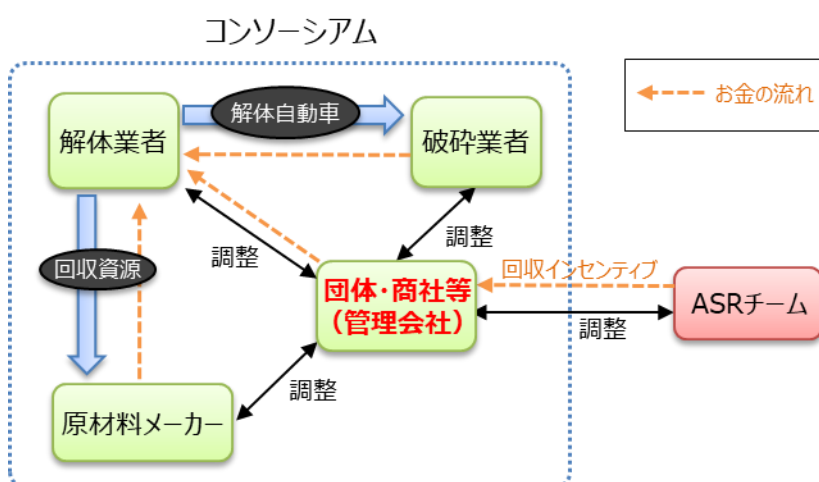 コンソーシアム
お金の流れ
解体業者
解体自動車
破砕業者
調整
調整
回収資源
回収インセンティブ
団体・商社等
（管理会社）
ASRチーム
調整
調整
原材料メーカー